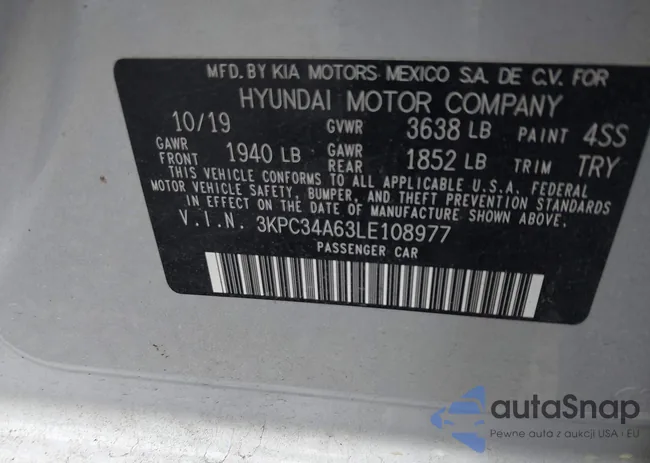 MFD. BY KIA MOTORS MEXICO S.A. DE C.V. FOR
HYUNDAI MOTOR COMPANY
10/19 GVWR 3638 LB PAINT 4SS
GAWR FRONT 1940 LB GAWR REAR 1852 LB TRIM TRY
THIS VEHICLE CONFORMS TO ALL APPLICABLE U.S.A. FEDERAL
MOTOR VEHICLE SAFETY, BUMPER, AND THEFT PREVENTION STANDARDS
IN EFFECT ON THE DATE OF MANUFACTURE SHOWN ABOVE.
V.I.N. 3KPC34A63LE108977
PASSENGER CAR
autaSnap
Pewne auta z aukcji USA i EU